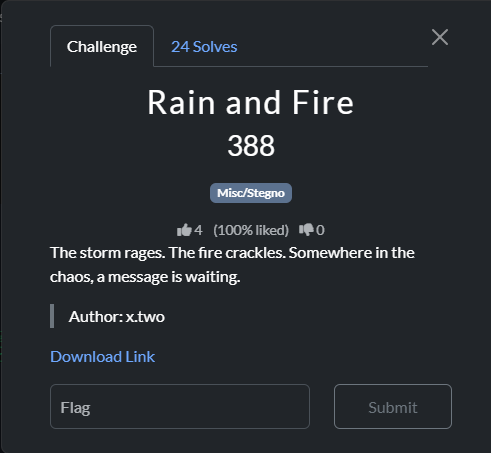 Challenge
24 Solves
Rain and Fire
388
Misc/Stegno
4 (100% liked) 0
The storm rages. The fire crackles. Somewhere in the
chaos, a message is waiting.
Author: x.two
Download Link
Flag
Submit